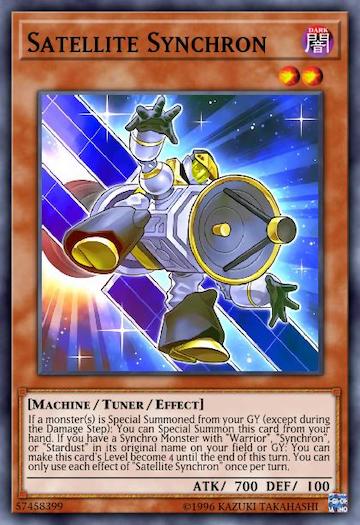 SATELLITE SYNCHRON
DARK
闇
[MACHINE / TUNER / EFFECT]
If a monster(s) is Special Summoned from your GY (except during
the Damage Step): You can Special Summon this card from your
hand. If you have a Synchro Monster with "Warrior", "Synchron",
or "Stardust" in its original name on your field or GY: You can
make this card's Level become 4 until the end of this turn. You can
only use each effect of "Satellite Synchron" once per turn.
ATK/ 700 DEF/ 100
57458399
©1996 KAZUKI TAKAHASHI